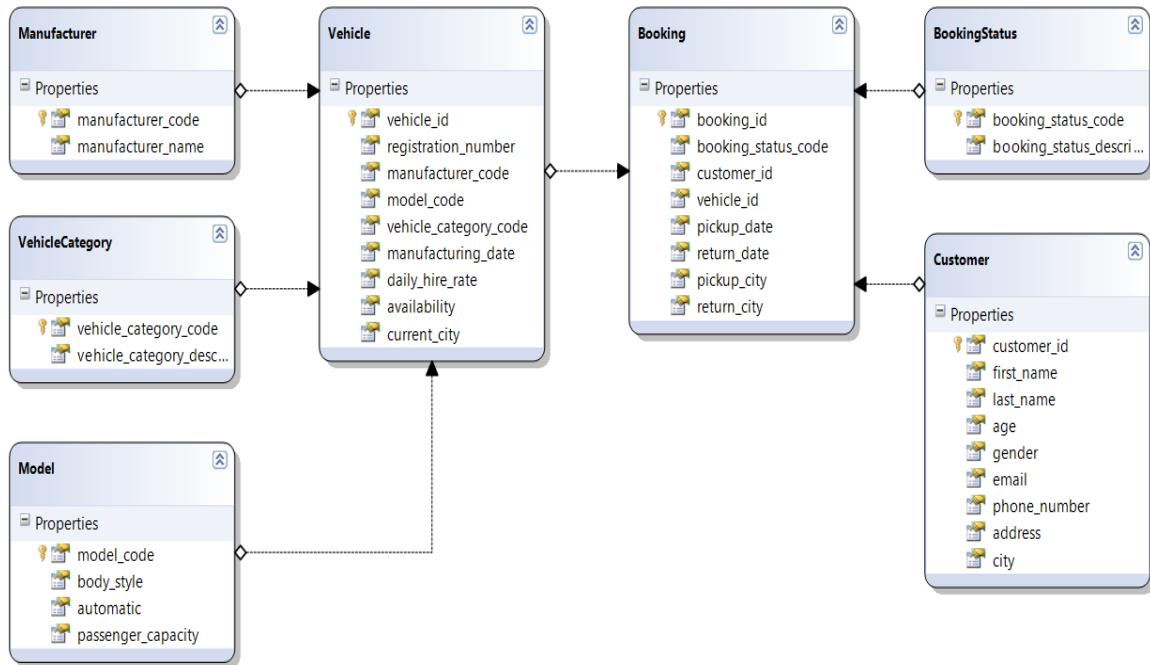 Manufacturer
Properties
manufacturer_code
manufacturer_name
VehicleCategory
Properties
vehicle_category_code
vehicle_category_desc...
Model
Properties
model_code
body_style
automatic
passenger_capacity
Vehicle
Properties
vehicle_id
registration_number
manufacturer_code
model_code
vehicle_category_code
manufacturing_date
daily_hire_rate
availability
current_city
Booking
Properties
booking_id
booking_status_code
customer_id
vehicle_id
pickup_date
return_date
pickup_city
return_city
BookingStatus
Properties
booking_status_code
booking_status_descri...
Customer
Properties
customer_id
first_name
last_name
age
gender
email
phone_number
address
city